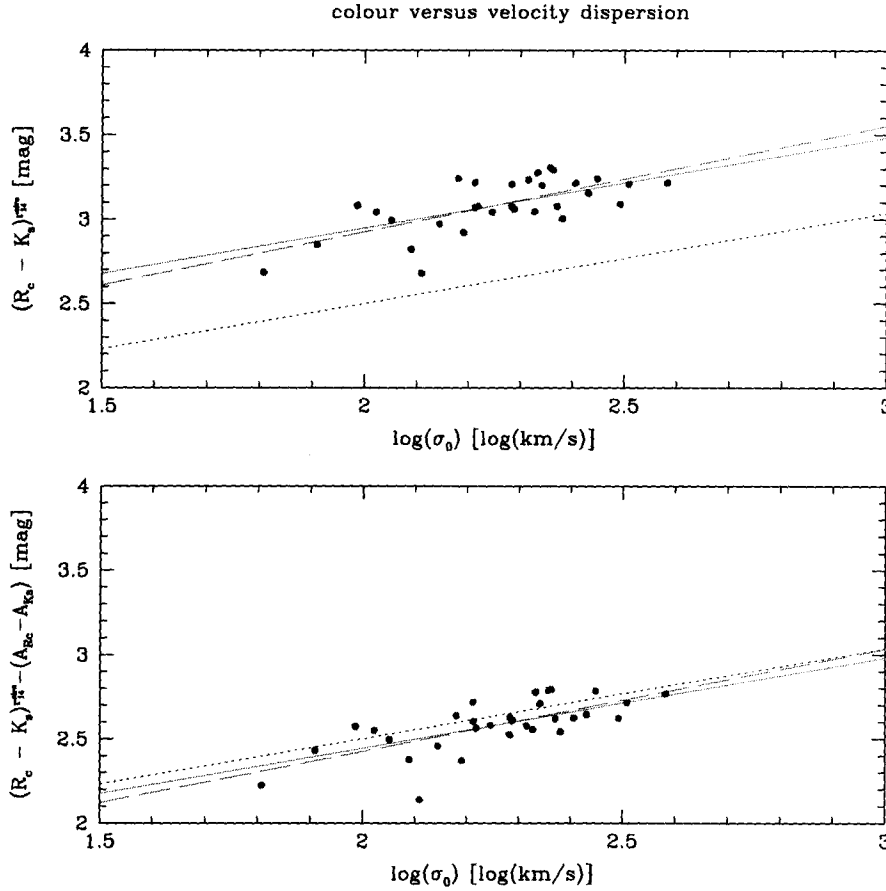 colour versus velocity dispersion
4
3.5
3
2.5
2
(R_c − K_s) [mag]
1.5 2 2.5 3
log(σ_0) [log(km/s)]
4
3.5
3
2.5
2
(R_c − K_s) −(A_Rc−A_Ks) [mag]
1.5 2 2.5 3
log(σ_0) [log(km/s)]